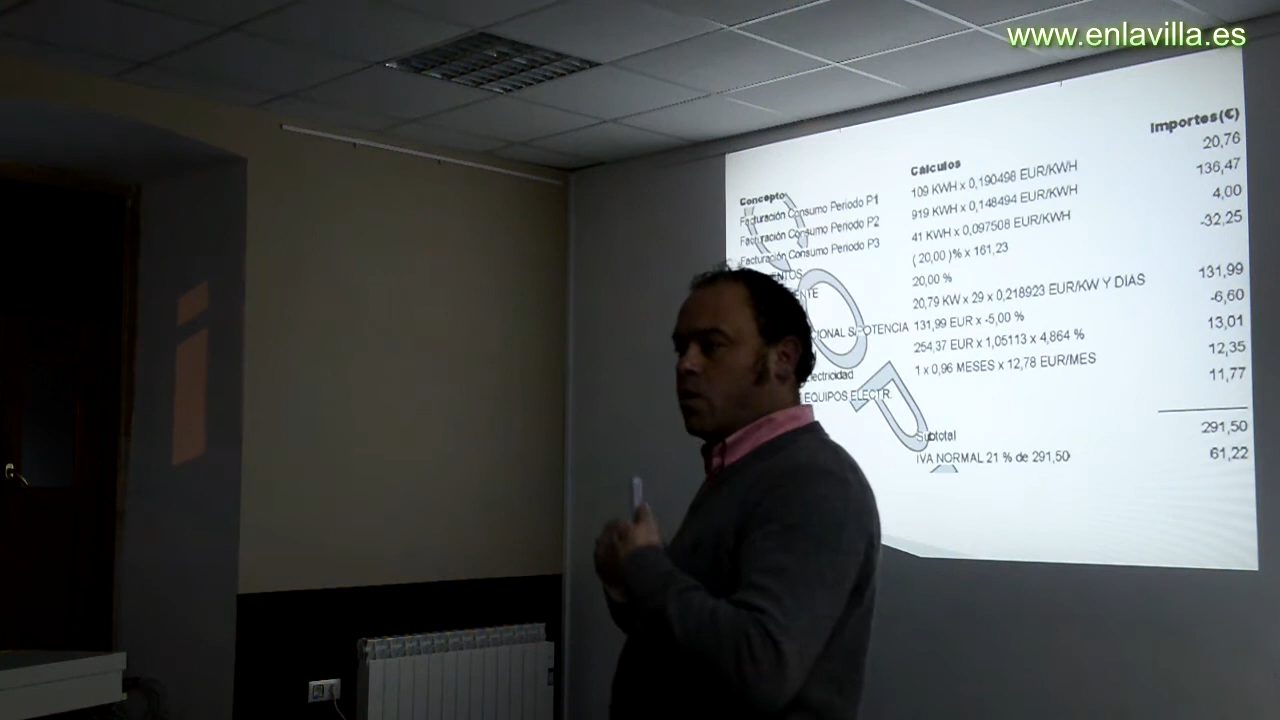 www.enlavilla.es
Importes(€)
Concepto Cálculos
Facturación Consumo Periodo P1 109 KWH x 0,190498 EUR/KWH 20,76
Facturación Consumo Periodo P2 919 KWH x 0,148494 EUR/KWH 136,47
Facturación Consumo Periodo P3 41 KWH x 0,097508 EUR/KWH 4,00
(20,00)% x 161,23 -32,25
20,00 %
20,79 KW x 29 x 0,218923 EUR/KW Y DIAS 131,99
POTENCIA 131,99 EUR x -5,00 % -6,60
254,37 EUR x 1,05113 x 4,864 % 13,01
1 x 0,96 MESES x 12,78 EUR/MES 12,35
EQUIPOS ELECTR. 11,77
Subtotal 291,50
IVA NORMAL 21 % de 291,50 61,22
i